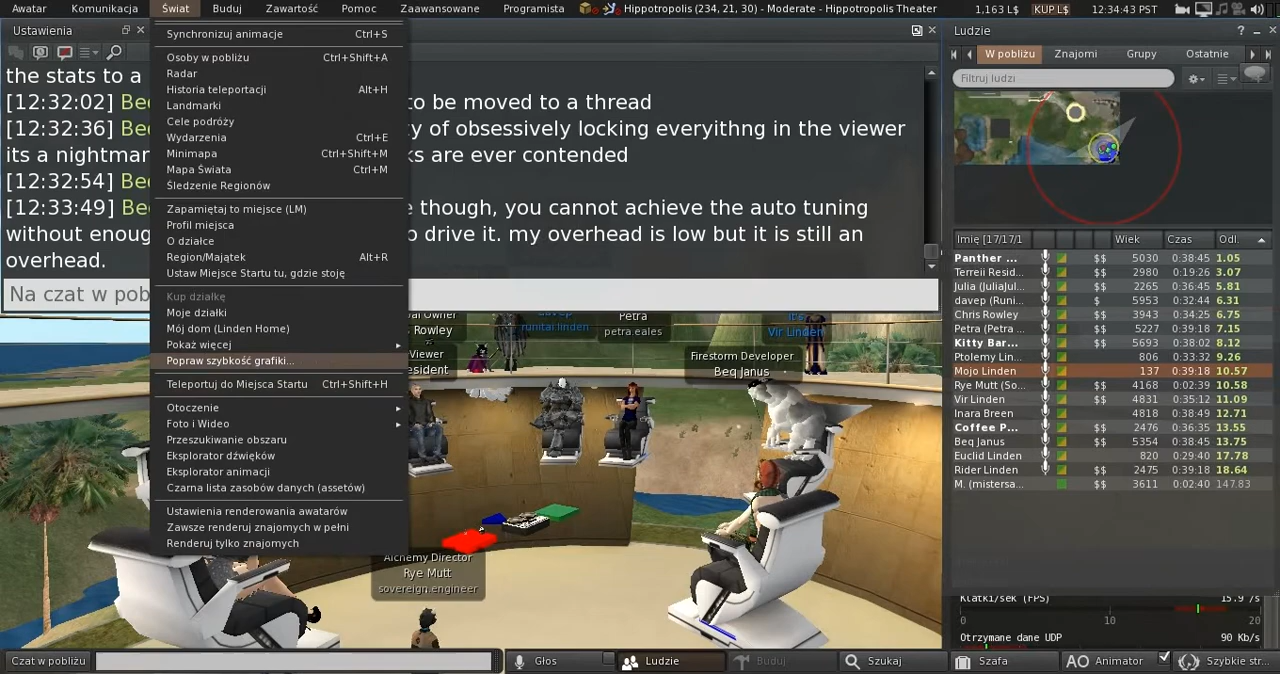 Awatar Komunikacja Świat Buduj Zawartość Pomoc Zaawansowane Programista Hippotropolis (234, 21, 30) - Moderate - Hippotropolis Theater 1,163 L$ KUP L$ 12:34:43 PST
Ustawienia
the stats to a
[12:32:02] Bec to be moved to a thread
[12:32:36] Bec y of obsessively locking everyithng in the viewer
its a nightmar ks are ever contended
[12:32:54] Bec
[12:33:49] Bec e though, you cannot achieve the auto tuning
without enoug o drive it. my overhead is low but it is still an
overhead.
Na czat w pob
Synchronizuj animacje Ctrl+S
Osoby w pobliżu Ctrl+Shift+A
Radar
Historia teleportacji Alt+H
Landmarki
Cele podróży
Wydarzenia Ctrl+E
Minimapa Ctrl+Shift+M
Mapa Świata Ctrl+M
Śledzenie Regionów
Zapamiętaj to miejsce (LM)
Profil miejsca
O działce
Region/Majątek Alt+R
Ustaw Miejsce Startu tu, gdzie stoję
Kup działkę
Moje działki
Mój dom (Linden Home)
Pokaż więcej
Popraw szybkość grafiki...
Teleportuj do Miejsca Startu Ctrl+Shift+H
Otoczenie
Foto i Wideo
Przeszukiwanie obszaru
Eksplorator dźwięków
Eksplorator animacji
Czarna lista zasobów danych (assetów)
Ustawienia renderowania awatarów
Zawsze renderuj znajomych w pełni
Renderuj tylko znajomych
al Owner
Rowley
Viewer
esident
runitai linden
Petra
petra.eales
Vir Linden
Firestorm Developer
Beq Janus
Alchemy Director
Rye Mutt
sovereign.engineer
Ludzie
W pobliżu Znajomi Grupy Ostatnie
Filtruj ludzi
Imię [17/17/1 Wiek Czas Odl.
Panther ... $$ 5030 0:38:45 1.05
Terreii Resid... 2980 0:19:26 3.07
Julia (JuliaJul... $$ 2265 0:36:45 5.81
davep (Runi... $ 5953 0:32:44 6.31
Chris Rowley 3943 0:34:25 6.75
Petra (Petra ... $$ 5227 0:39:18 7.15
Kitty Bar... $$ 5693 0:38:02 8.12
Ptolemy Lin... 806 0:33:32 9.26
Mojo Linden 137 0:39:18 10.57
Rye Mutt (So... $$ 4168 0:02:39 10.58
Vir Linden $$ 4831 0:35:12 11.09
Inara Breen 4818 0:38:49 12.71
Coffee P... $$ 2476 0:36:35 13.55
Beq Janus $$ 5354 0:38:45 13.75
Euclid Linden 820 0:29:40 17.78
Rider Linden $$ 2475 0:39:18 18.64
M. (mistersa... $$ 3611 0:02:40 147.83
Klatki/sek (FPS) 15.9 /s
0 10 20
Otrzymane dane UDP 90 Kb/s
Czat w pobliżu Głos Ludzie Buduj Szukaj Szafa AO Animator Szybkie str...